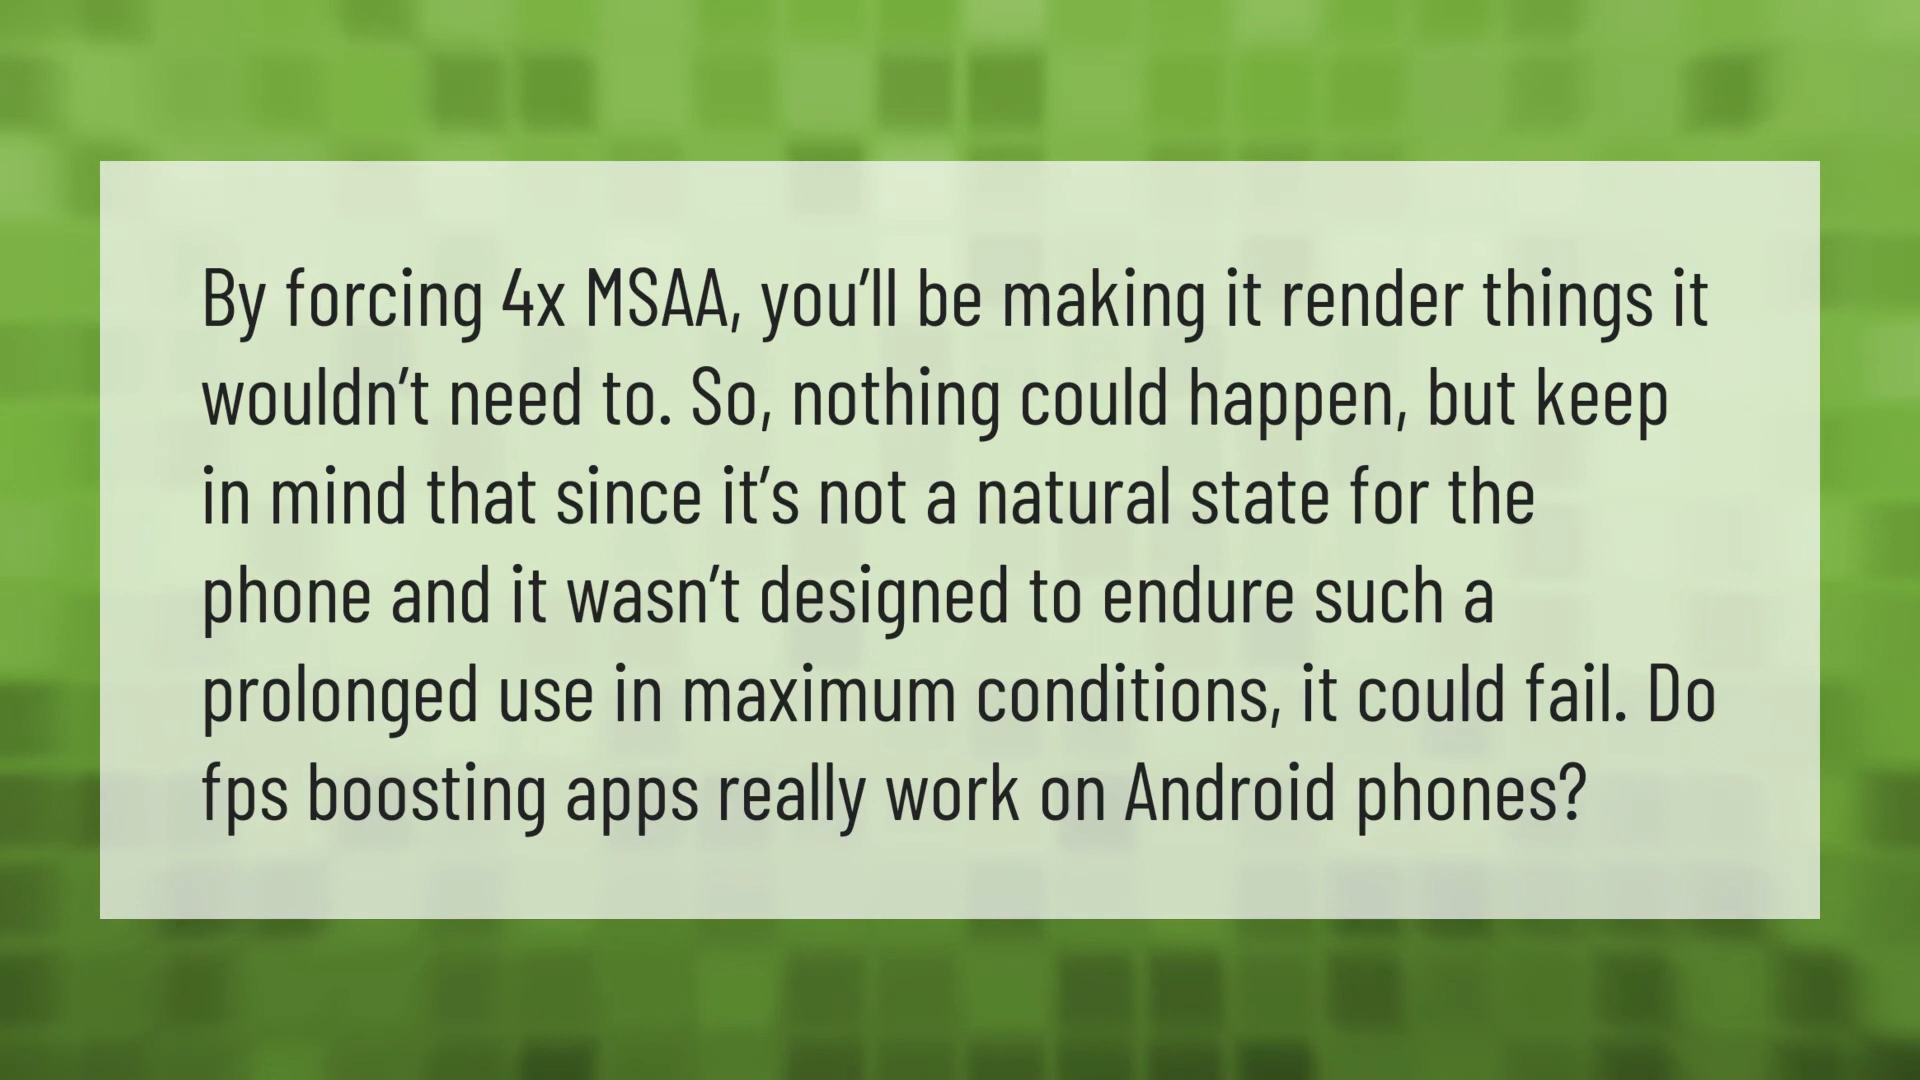 By forcing 4x MSAA, you’ll be making it render things it
wouldn’t need to. So, nothing could happen, but keep
in mind that since it’s not a natural state for the
phone and it wasn’t designed to endure such a
prolonged use in maximum conditions, it could fail. Do
fps boosting apps really work on Android phones?